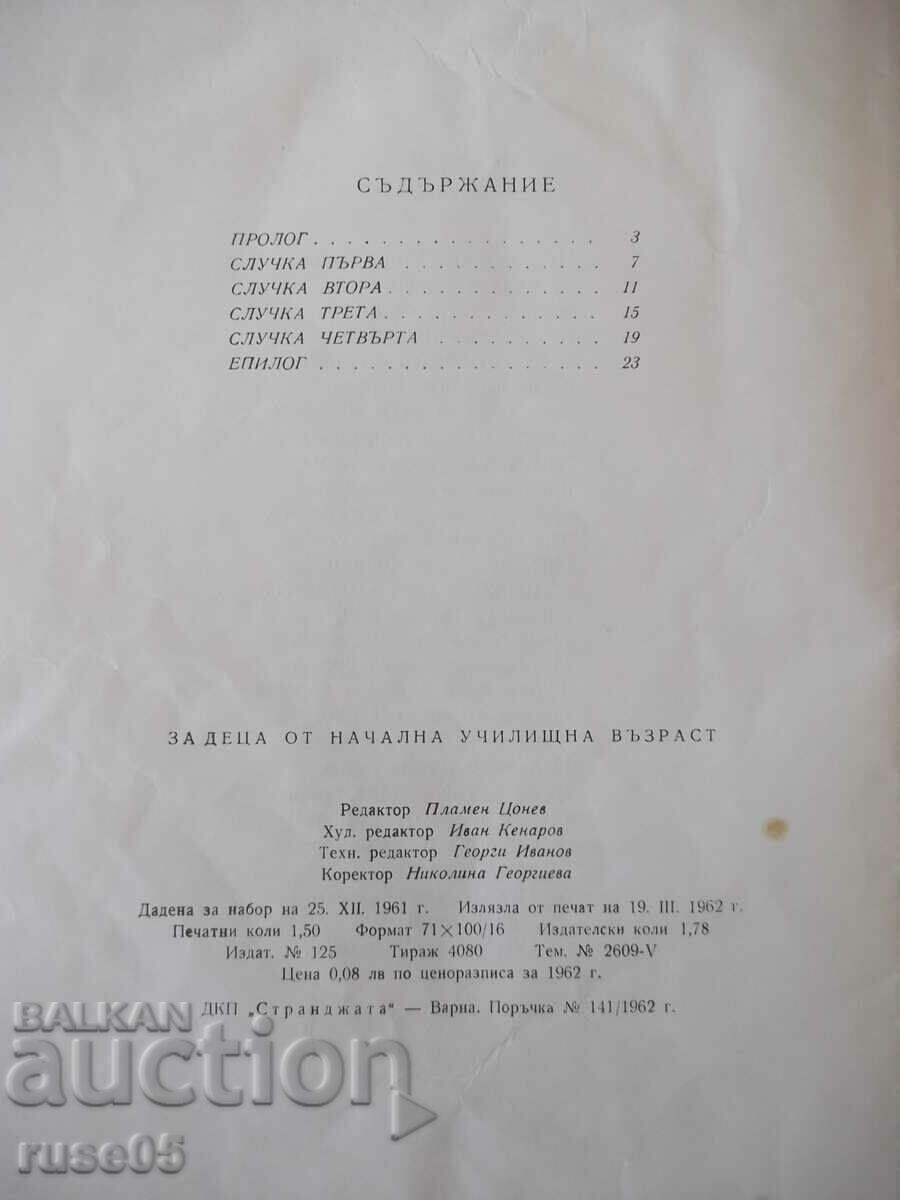 СЪДЪРЖАНИЕ
ПРОЛОГ . . . . . . . . . . . . . . . . . 3
СЛУЧКА ПЪРВА . . . . . . . . . . . . 7
СЛУЧКА ВТОРА . . . . . . . . . . . . . 11
СЛУЧКА ТРЕТА . . . . . . . . . . . . . 15
СЛУЧКА ЧЕТВЪРТА . . . . . . . . . . 19
ЕПИЛОГ . . . . . . . . . . . . . . . . . 23
ЗА ДЕЦА ОТ НАЧАЛНА УЧИЛИЩНА ВЪЗРАСТ
Редактор Пламен Цонев
Худ. редактор Иван Кенаров
Техн. редактор Георги Иванов
Коректор Николина Георгиева
Дадена за набор на 25. XII. 1961 г. Излязла от печат на 19. III. 1962 г.
Печатни коли 1,50 Формат 71×100/16 Издателски коли 1,78
Издат. № 125 Тираж 4080 Тем. № 2609-V
Цена 0,08 лв по ценоразписа за 1962 г.
ДКП „Странджата“ — Варна. Поръчка № 141/1962 г.
BALKAN
auction
ruse05